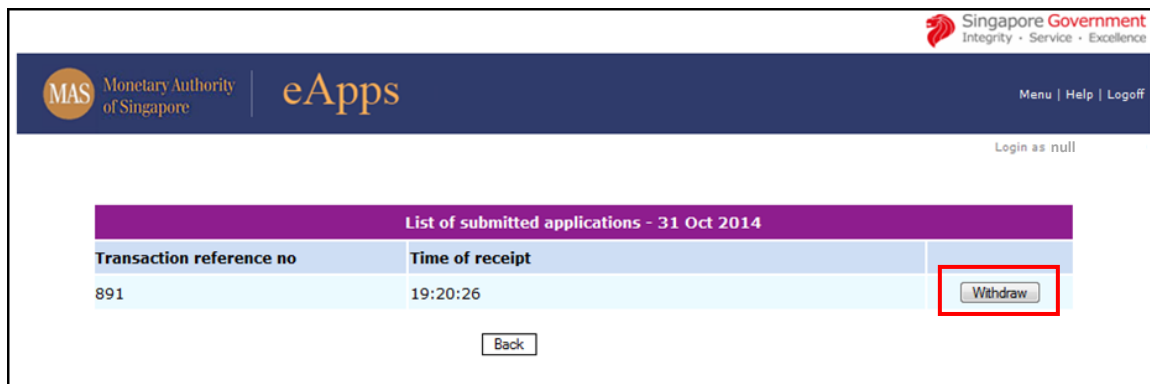 Singapore Government
Integrity · Service · Excellence
MAS Monetary Authority of Singapore eApps
Menu | Help | Logoff
Login as null
List of submitted applications - 31 Oct 2014
Transaction reference no Time of receipt
891 19:20:26 Withdraw
Back